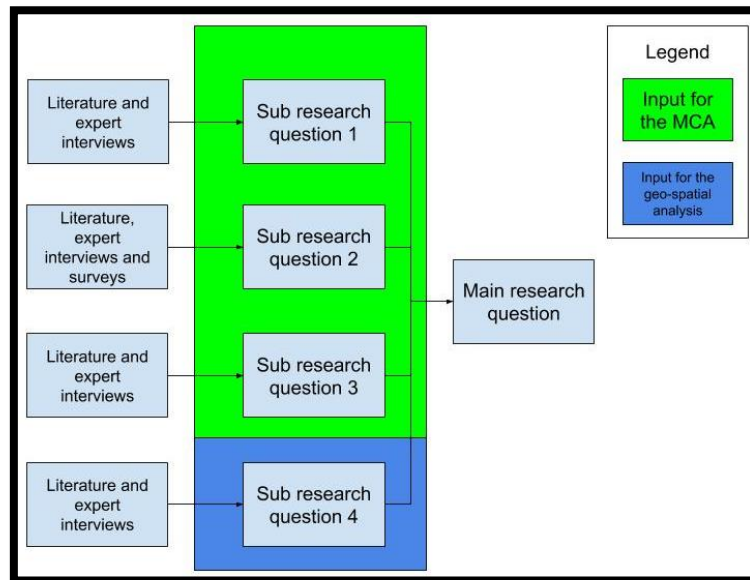 Legend
Input for
the MCA
Input for the
geo-spatial
analysis
Literature and
expert
interviews
Sub research
question 1
Literature,
expert
interviews and
surveys
Sub research
question 2
Main research
question
Literature and
expert
interviews
Sub research
question 3
Literature and
expert
interviews
Sub research
question 4